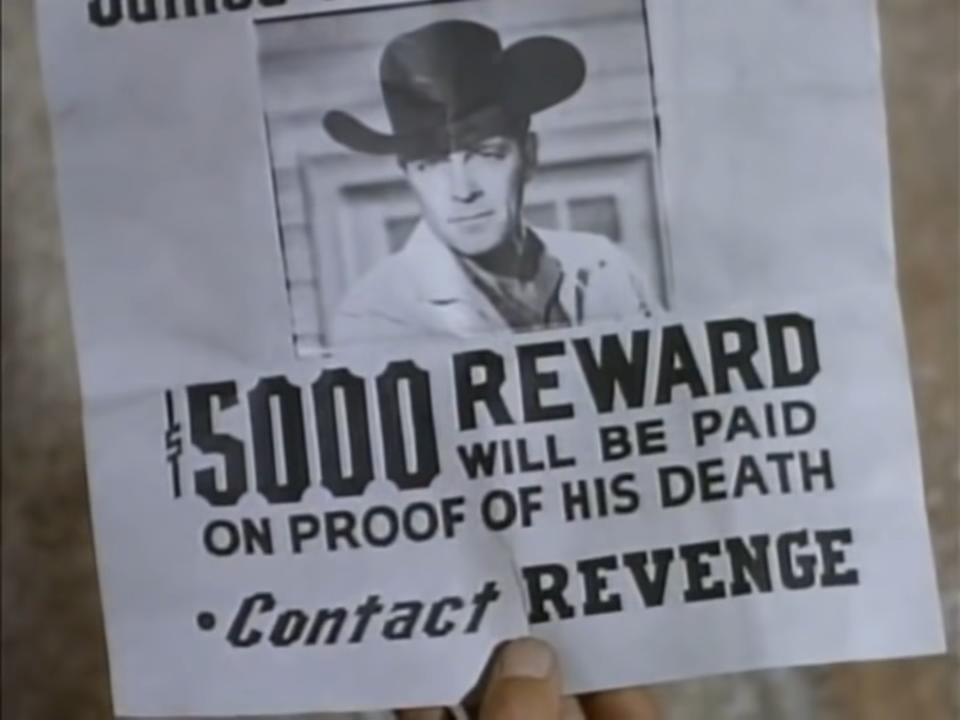 $5000 REWARD
WILL BE PAID
ON PROOF OF HIS DEATH
•Contact REVENGE